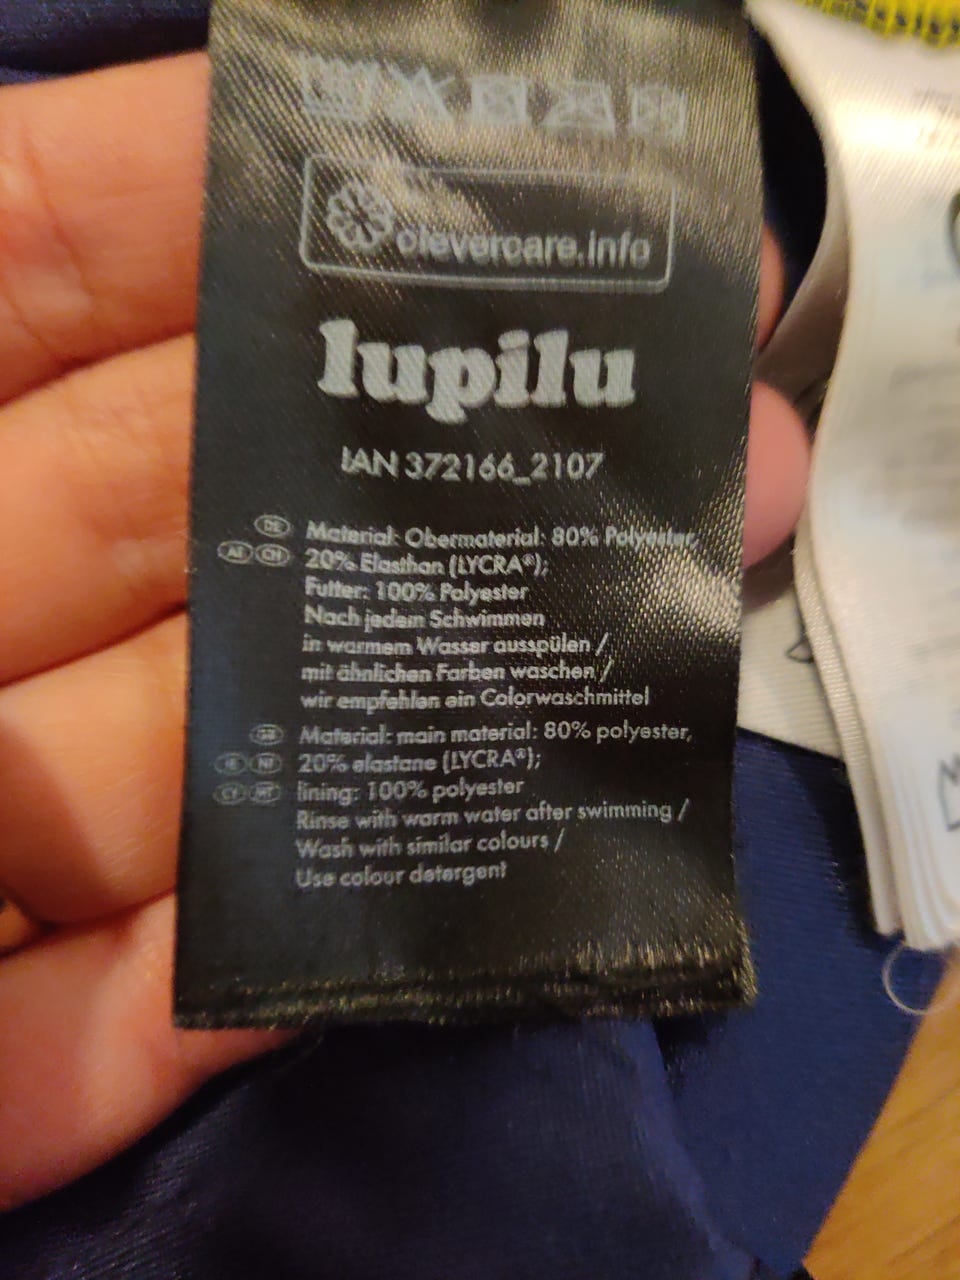 clevercare.info
lupilu
IAN 372166_2107
DE Material: Obermaterial: 80% Polyester,
AT CH 20% Elasthan (LYCRA®);
Futter: 100% Polyester
Nach jedem Schwimmen
in warmem Wasser ausspülen /
mit ähnlichen Farben waschen /
wir empfehlen ein Colorwaschmittel
GB Material: main material: 80% polyester,
IE NI 20% elastane (LYCRA®);
CY MT lining: 100% polyester
Rinse with warm water after swimming /
Wash with similar colours /
Use colour detergent